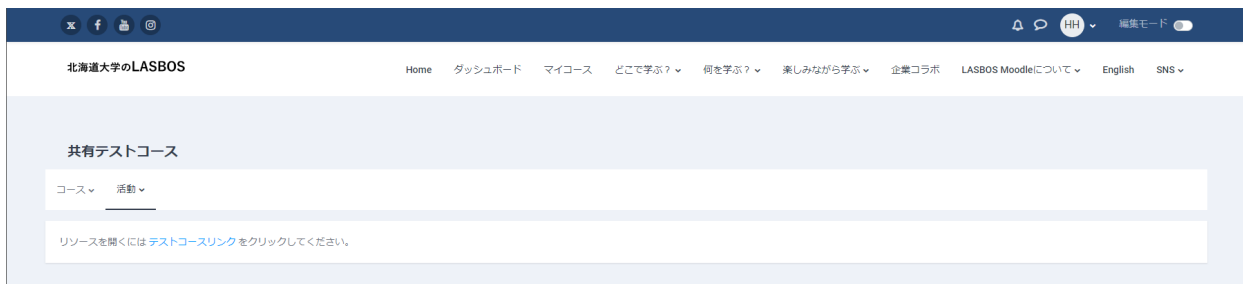 HH 編集モード
北海道大学のLASBOS
Home ダッシュボード マイコース どこで学ぶ? 何を学ぶ? 楽しみながら学ぶ 企業コラボ LASBOS Moodleについて English SNS
共有テストコース
コース 活動
リソースを開くには テストコースリンク をクリックしてください。